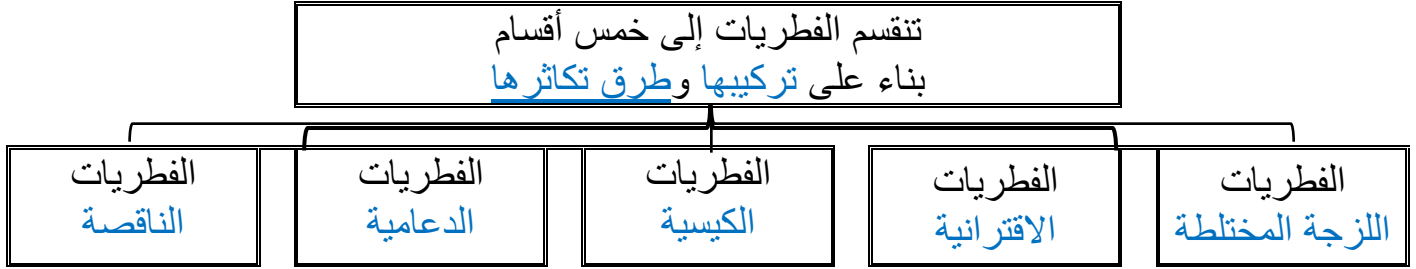 تنقسم الفطريات إلى خمس أقسام
بناء على تركيبها وطرق تكاثرها
الفطريات
اللزجة المختلطة
الفطريات
الاقترانية
الفطريات
الكيسية
الفطريات
الدعامية
الفطريات
الناقصة